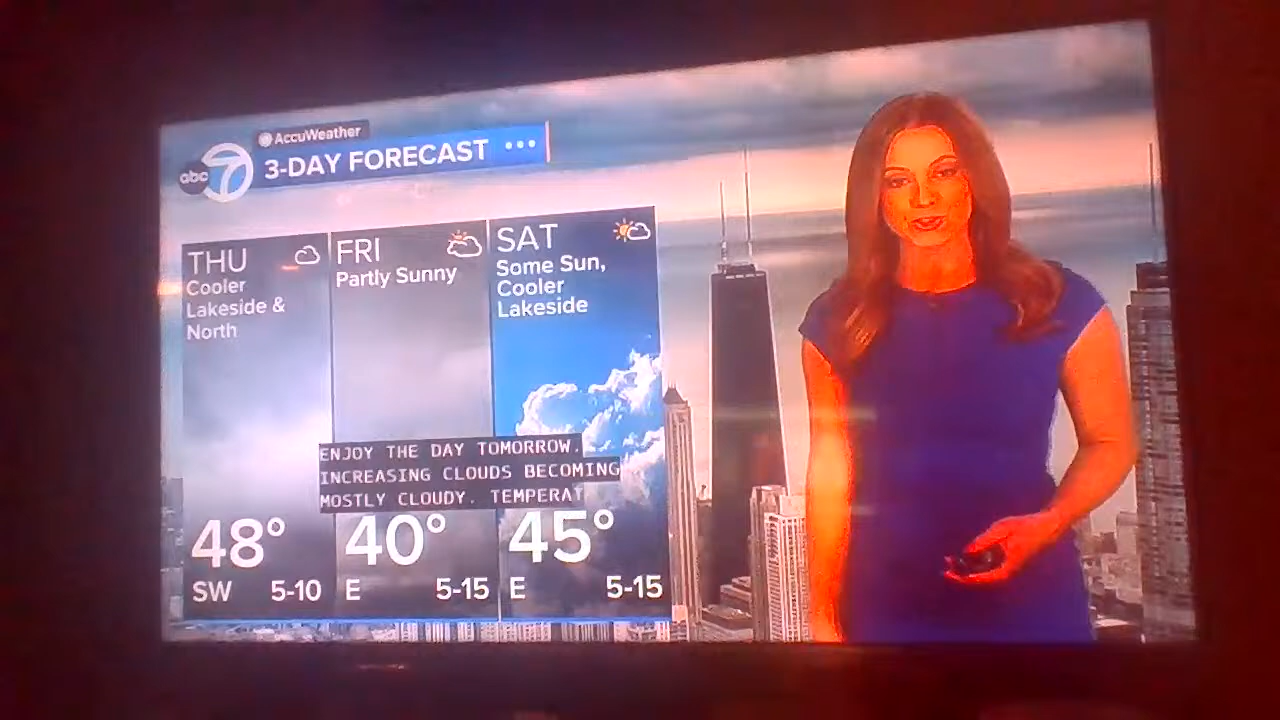 AccuWeather
abc 7
3-DAY FORECAST
THU
Cooler
Lakeside &
North
48°
SW 5-10
FRI
Partly Sunny
40°
E 5-15
SAT
Some Sun,
Cooler
Lakeside
45°
E 5-15
ENJOY THE DAY TOMORROW.
INCREASING CLOUDS BECOMING
MOSTLY CLOUDY. TEMPERAT